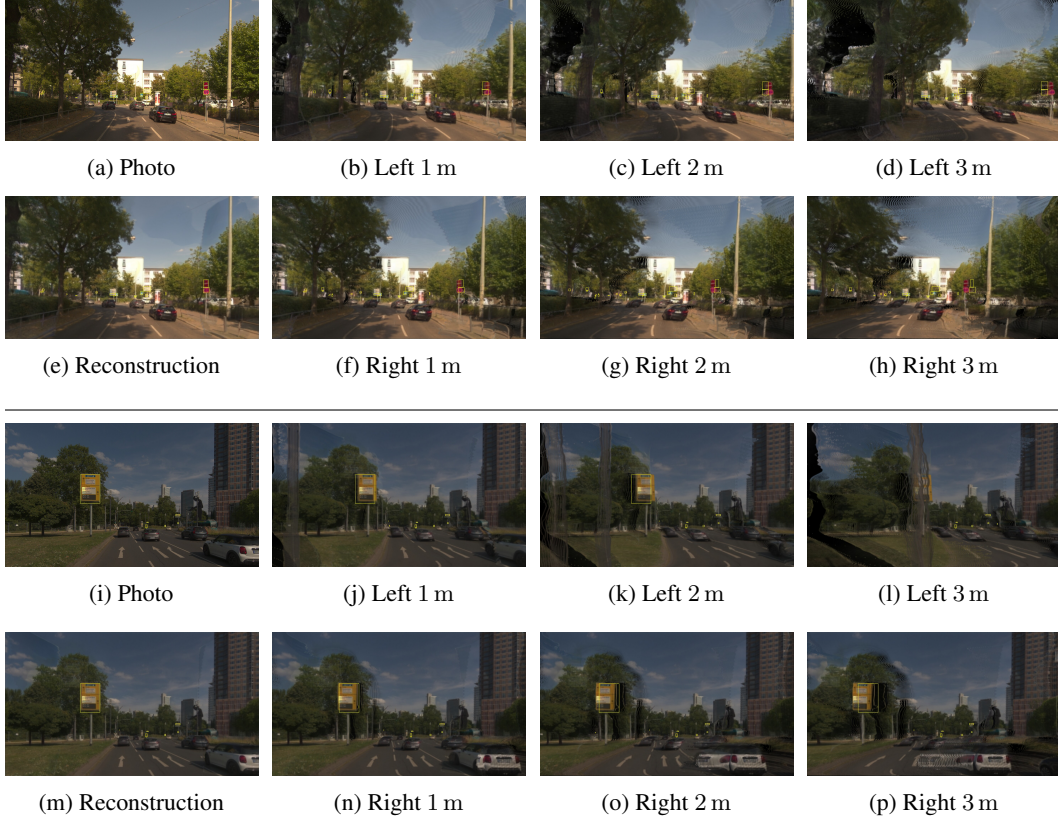 (a) Photo
(b) Left 1 m
(c) Left 2 m
(d) Left 3 m
(e) Reconstruction
(f) Right 1 m
(g) Right 2 m
(h) Right 3 m
(i) Photo
(j) Left 1 m
(k) Left 2 m
(l) Left 3 m
(m) Reconstruction
(n) Right 1 m
(o) Right 2 m
(p) Right 3 m